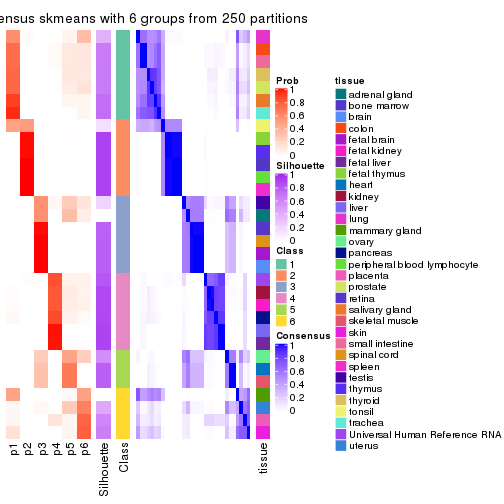 ensus skmeans with 6 groups from 250 partitions
p1
p2
p3
p4
p5
p6
Silhouette
Class
tissue
Prob
1
0.8
0.6
0.4
0.2
0
Silhouette
1
0.8
0.6
0.4
0.2
0
Class
1
2
3
4
5
6
Consensus
1
0.8
0.6
0.4
0.2
0
tissue
adrenal gland
bone marrow
brain
colon
fetal brain
fetal kidney
fetal liver
fetal thymus
heart
kidney
liver
lung
mammary gland
ovary
pancreas
peripheral blood lymphocyte
placenta
prostate
retina
salivary gland
skeletal muscle
skin
small intestine
spinal cord
spleen
testis
thymus
thyroid
tonsil
trachea
Universal Human Reference RNA
uterus